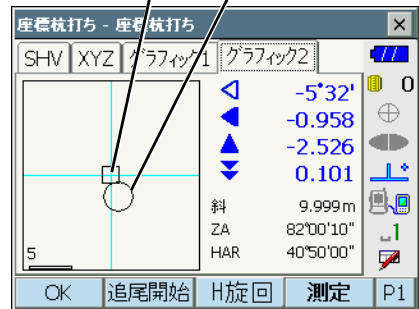 座標杭打ち - 座標杭打ち
SHV XYZ グラフィック1 グラフィック2
-5°32'
-0.958
-2.526
0.101
斜 9.999m
ZA 82°00'10"
HAR 40°50'00"
5
0
1
OK 追尾開始 H旋回 測定 P1